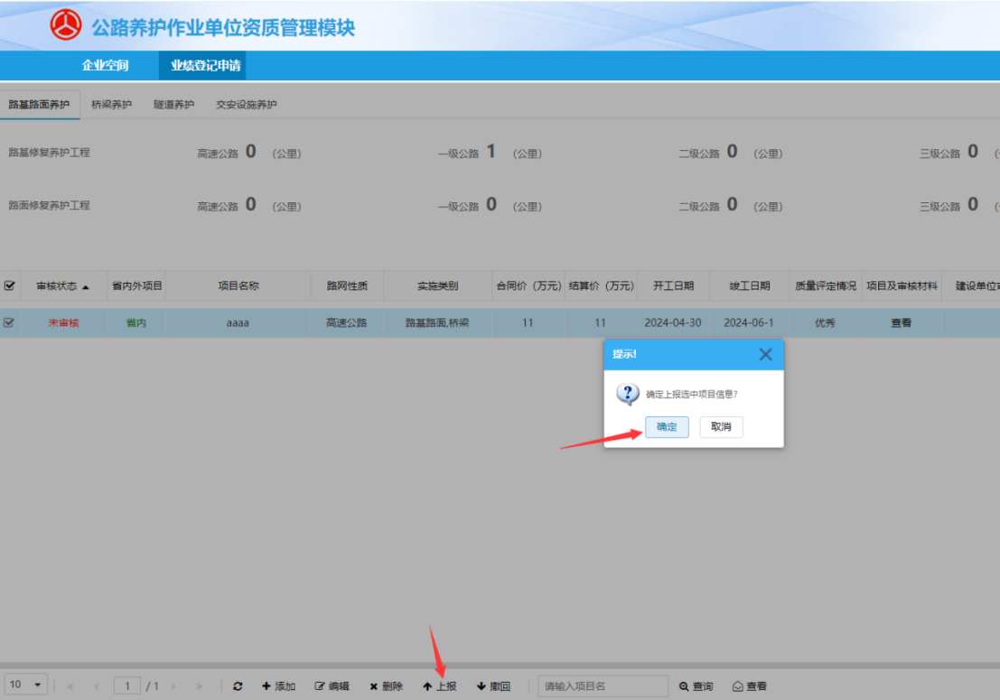 公路养护作业单位资质管理模块
企业空间 业绩登记申请
路基路面养护 桥梁养护 隧道养护 交安设施养护
路基修复养护工程 高速公路 0 (公里) 一级公路 1 (公里) 二级公路 0 (公里) 三级公路 0 (
路面修复养护工程 高速公路 0 (公里) 一级公路 0 (公里) 二级公路 0 (公里) 三级公路 0 (
审核状态 省内外项目 项目名称 路网性质 实施类别 合同价（万元） 结算价（万元） 开工日期 竣工日期 质量评定情况 项目及审核材料 建设单位
未审核 省内 aaaa 高速公路 路基路面,桥梁 11 11 2024-04-30 2024-06-1 优秀 查看
提示!
确定上报选中项目信息?
确定 取消
10 1 / 1 添加 编辑 删除 上报 撤回 请输入项目名 查询 查看